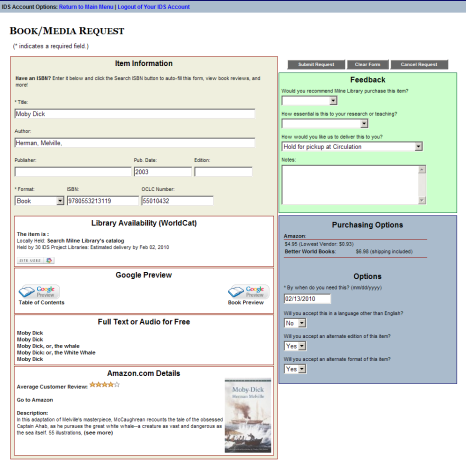 IDS Account Options: Return to Main Menu | Logout of Your IDS Account
BOOK/MEDIA REQUEST
(* indicates a required field.)
Item Information
Have an ISBN? Enter it below and click the Search ISBN button to auto-fill this form, view book reviews, and
more!
* Title:
Moby Dick
Author:
Herman, Melville.
Publisher: Pub. Date: Edition:
2003
* Format: ISBN: OCLC Number:
Book 9780553213119 55010432
Library Availability (WorldCat)
The item is :
Locally Held: Search Milne Library's catalog
Held by 30 IDS Project Libraries: Estimated delivery by Feb 02, 2010
Google Preview
Google Preview
Table of Contents
Google Preview
Book Preview
Full Text or Audio for Free
Moby Dick
Moby Dick
Moby Dick, or, the whale
Moby Dick: or, the White Whale
Moby Dick
Amazon.com Details
Average Customer Review:
Go to Amazon
Description:
In this adaptation of Melville's masterpiece, McCaughrean recounts the tale of the obsessed
Captain Ahab, as he pursues the great white whale--a creature as vast and dangerous as
the sea itself. 55 illustrations. (see more)
Moby-Dick
Herman Melville
Submit Request Clear Form Cancel Request
Feedback
Would you recommend Milne Library purchase this item?
How essential is this to your research or teaching?
How would you like us to deliver this to you?
Hold for pickup at Circulation
Notes:
Purchasing Options
Amazon:
$4.95 (Lowest Vendor: $0.93)
Better World Books: $6.98 (shipping included)
Options
* By when do you need this? (mm/dd/yyyy)
02/13/2010
Will you accept this in a language other than English?
No
Will you accept an alternate edition of this item?
Yes
Will you accept an alternate format of this item?
Yes